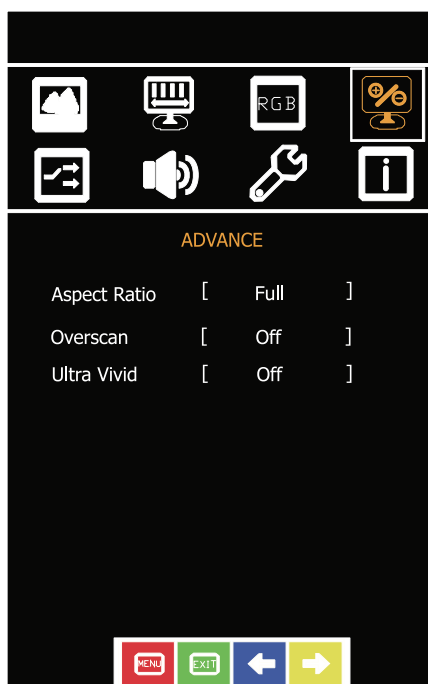 RGB
i
ADVANCE
Aspect Ratio [ Full ]
Overscan [ Off ]
Ultra Vivid [ Off ]
MENU EXIT